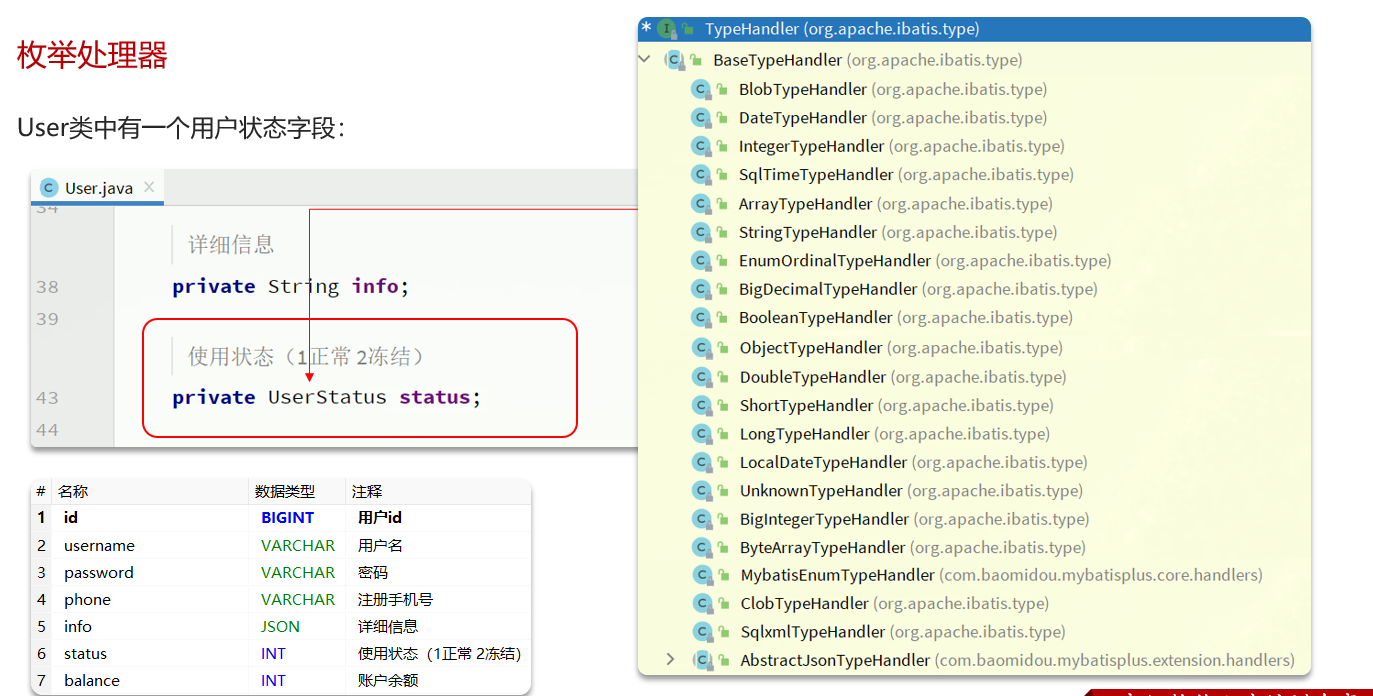 枚举处理器
User类中有一个用户状态字段：
User.java
34
详细信息
38 private String info;
39
使用状态（1正常 2冻结）
43 private UserStatus status;
44
# 名称 数据类型 注释
1 id BIGINT 用户id
2 username VARCHAR 用户名
3 password VARCHAR 密码
4 phone VARCHAR 注册手机号
5 info JSON 详细信息
6 status INT 使用状态（1正常 2冻结）
7 balance INT 账户余额
* TypeHandler (org.apache.ibatis.type)
BaseTypeHandler (org.apache.ibatis.type)
BlobTypeHandler (org.apache.ibatis.type)
DateTypeHandler (org.apache.ibatis.type)
IntegerTypeHandler (org.apache.ibatis.type)
SqlTimeTypeHandler (org.apache.ibatis.type)
ArrayTypeHandler (org.apache.ibatis.type)
StringTypeHandler (org.apache.ibatis.type)
EnumOrdinalTypeHandler (org.apache.ibatis.type)
BigDecimalTypeHandler (org.apache.ibatis.type)
BooleanTypeHandler (org.apache.ibatis.type)
ObjectTypeHandler (org.apache.ibatis.type)
DoubleTypeHandler (org.apache.ibatis.type)
ShortTypeHandler (org.apache.ibatis.type)
LongTypeHandler (org.apache.ibatis.type)
LocalDateTypeHandler (org.apache.ibatis.type)
UnknownTypeHandler (org.apache.ibatis.type)
BigIntegerTypeHandler (org.apache.ibatis.type)
ByteArrayTypeHandler (org.apache.ibatis.type)
MybatisEnumTypeHandler (com.baomidou.mybatisplus.core.handlers)
ClobTypeHandler (org.apache.ibatis.type)
SqlxmlTypeHandler (org.apache.ibatis.type)
AbstractJsonTypeHandler (com.baomidou.mybatisplus.extension.handlers)